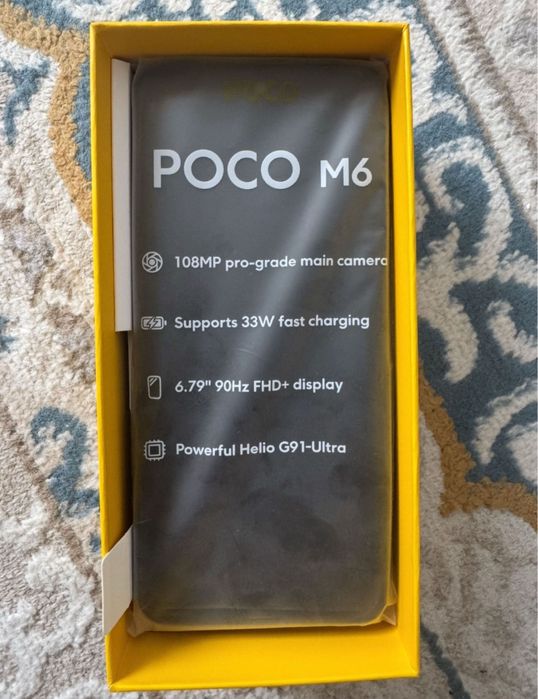 POCO
POCO M6
108MP pro-grade main camera
Supports 33W fast charging
6.79" 90Hz FHD+ display
Powerful Helio G91-Ultra